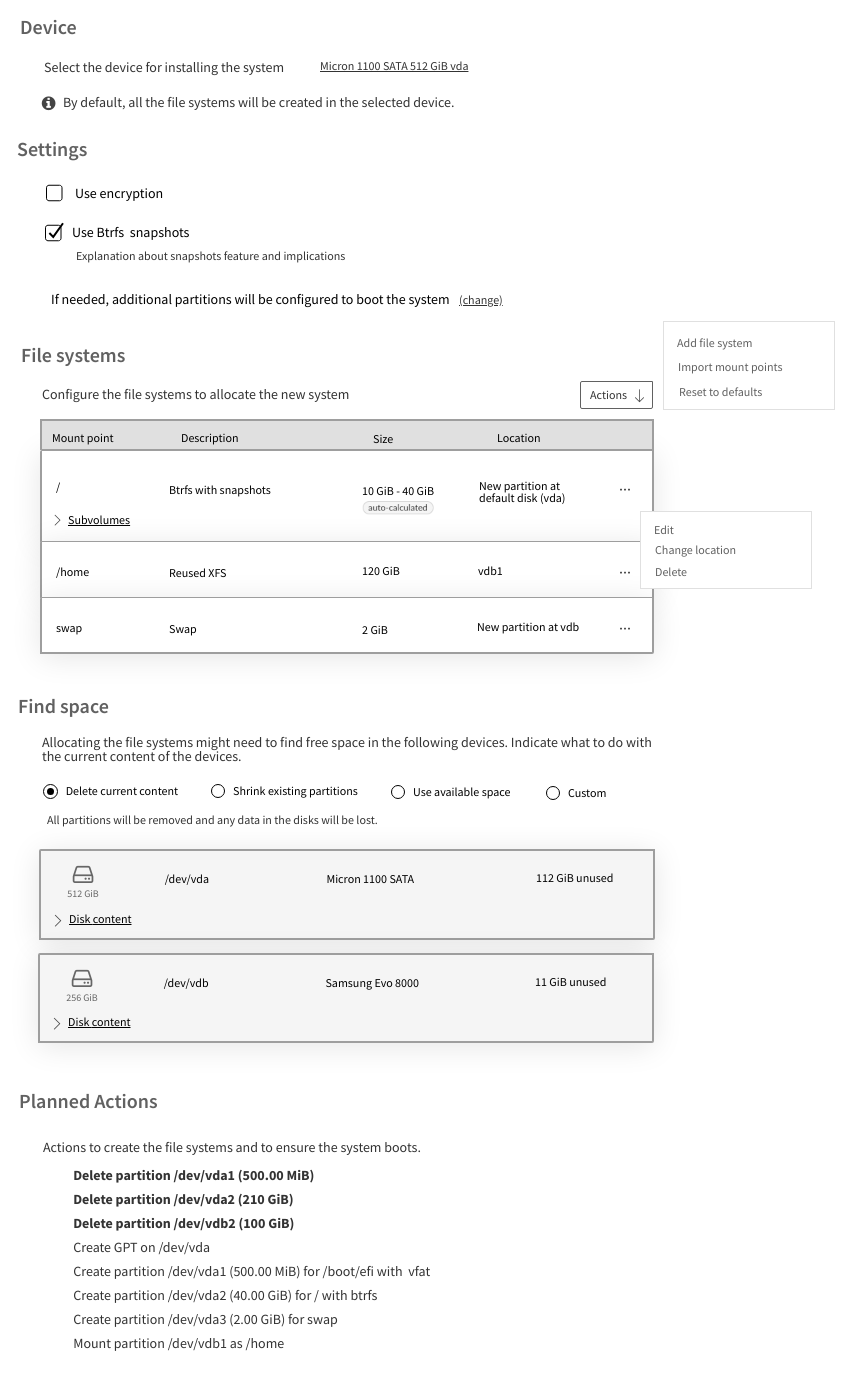 Device
Select the device for installing the system Micron 1100 SATA 512 GiB vda
By default, all the file systems will be created in the selected device.
Settings
Use encryption
Use Btrfs snapshots
Explanation about snapshots feature and implications
If needed, additional partitions will be configured to boot the system (change)
File systems
Add file system
Import mount points
Reset to defaults
Configure the file systems to allocate the new system Actions
Mount point Description Size Location
/ Btrfs with snapshots 10 GiB - 40 GiB New partition at
default disk (vda) ...
auto-calculated
Subvolumes
Edit
Change location
Delete
/home Reused XFS 120 GiB vdb1 ...
swap Swap 2 GiB New partition at vdb ...
Find space
Allocating the file systems might need to find free space in the following devices. Indicate what to do with
the current content of the devices.
Delete current content Shrink existing partitions Use available space Custom
All partitions will be removed and any data in the disks will be lost.
/dev/vda Micron 1100 SATA 112 GiB unused
512 GiB
Disk content
/dev/vdb Samsung Evo 8000 11 GiB unused
256 GiB
Disk content
Planned Actions
Actions to create the file systems and to ensure the system boots.
Delete partition /dev/vda1 (500.00 MiB)
Delete partition /dev/vda2 (210 GiB)
Delete partition /dev/vdb2 (100 GiB)
Create GPT on /dev/vda
Create partition /dev/vda1 (500.00 MiB) for /boot/efi with vfat
Create partition /dev/vda2 (40.00 GiB) for / with btrfs
Create partition /dev/vda3 (2.00 GiB) for swap
Mount partition /dev/vdb1 as /home